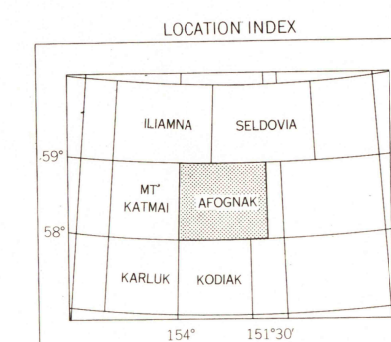 LOCATION INDEX
ILIAMNA SELDOVIA
59°
MT'
KATMAI AFOGNAK
58°
KARLUK KODIAK
154° 151°30'